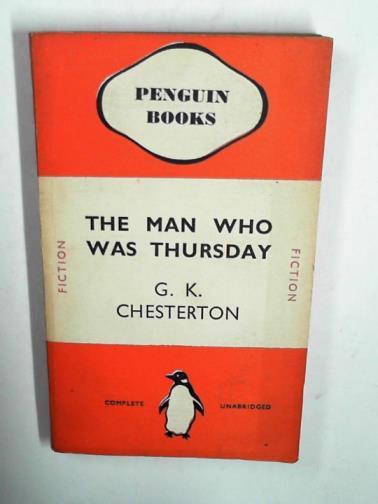 PENGUIN
BOOKS
THE MAN WHO
WAS THURSDAY
FICTION
FICTION
G. K.
CHESTERTON
COMPLETE
UNABRIDGED